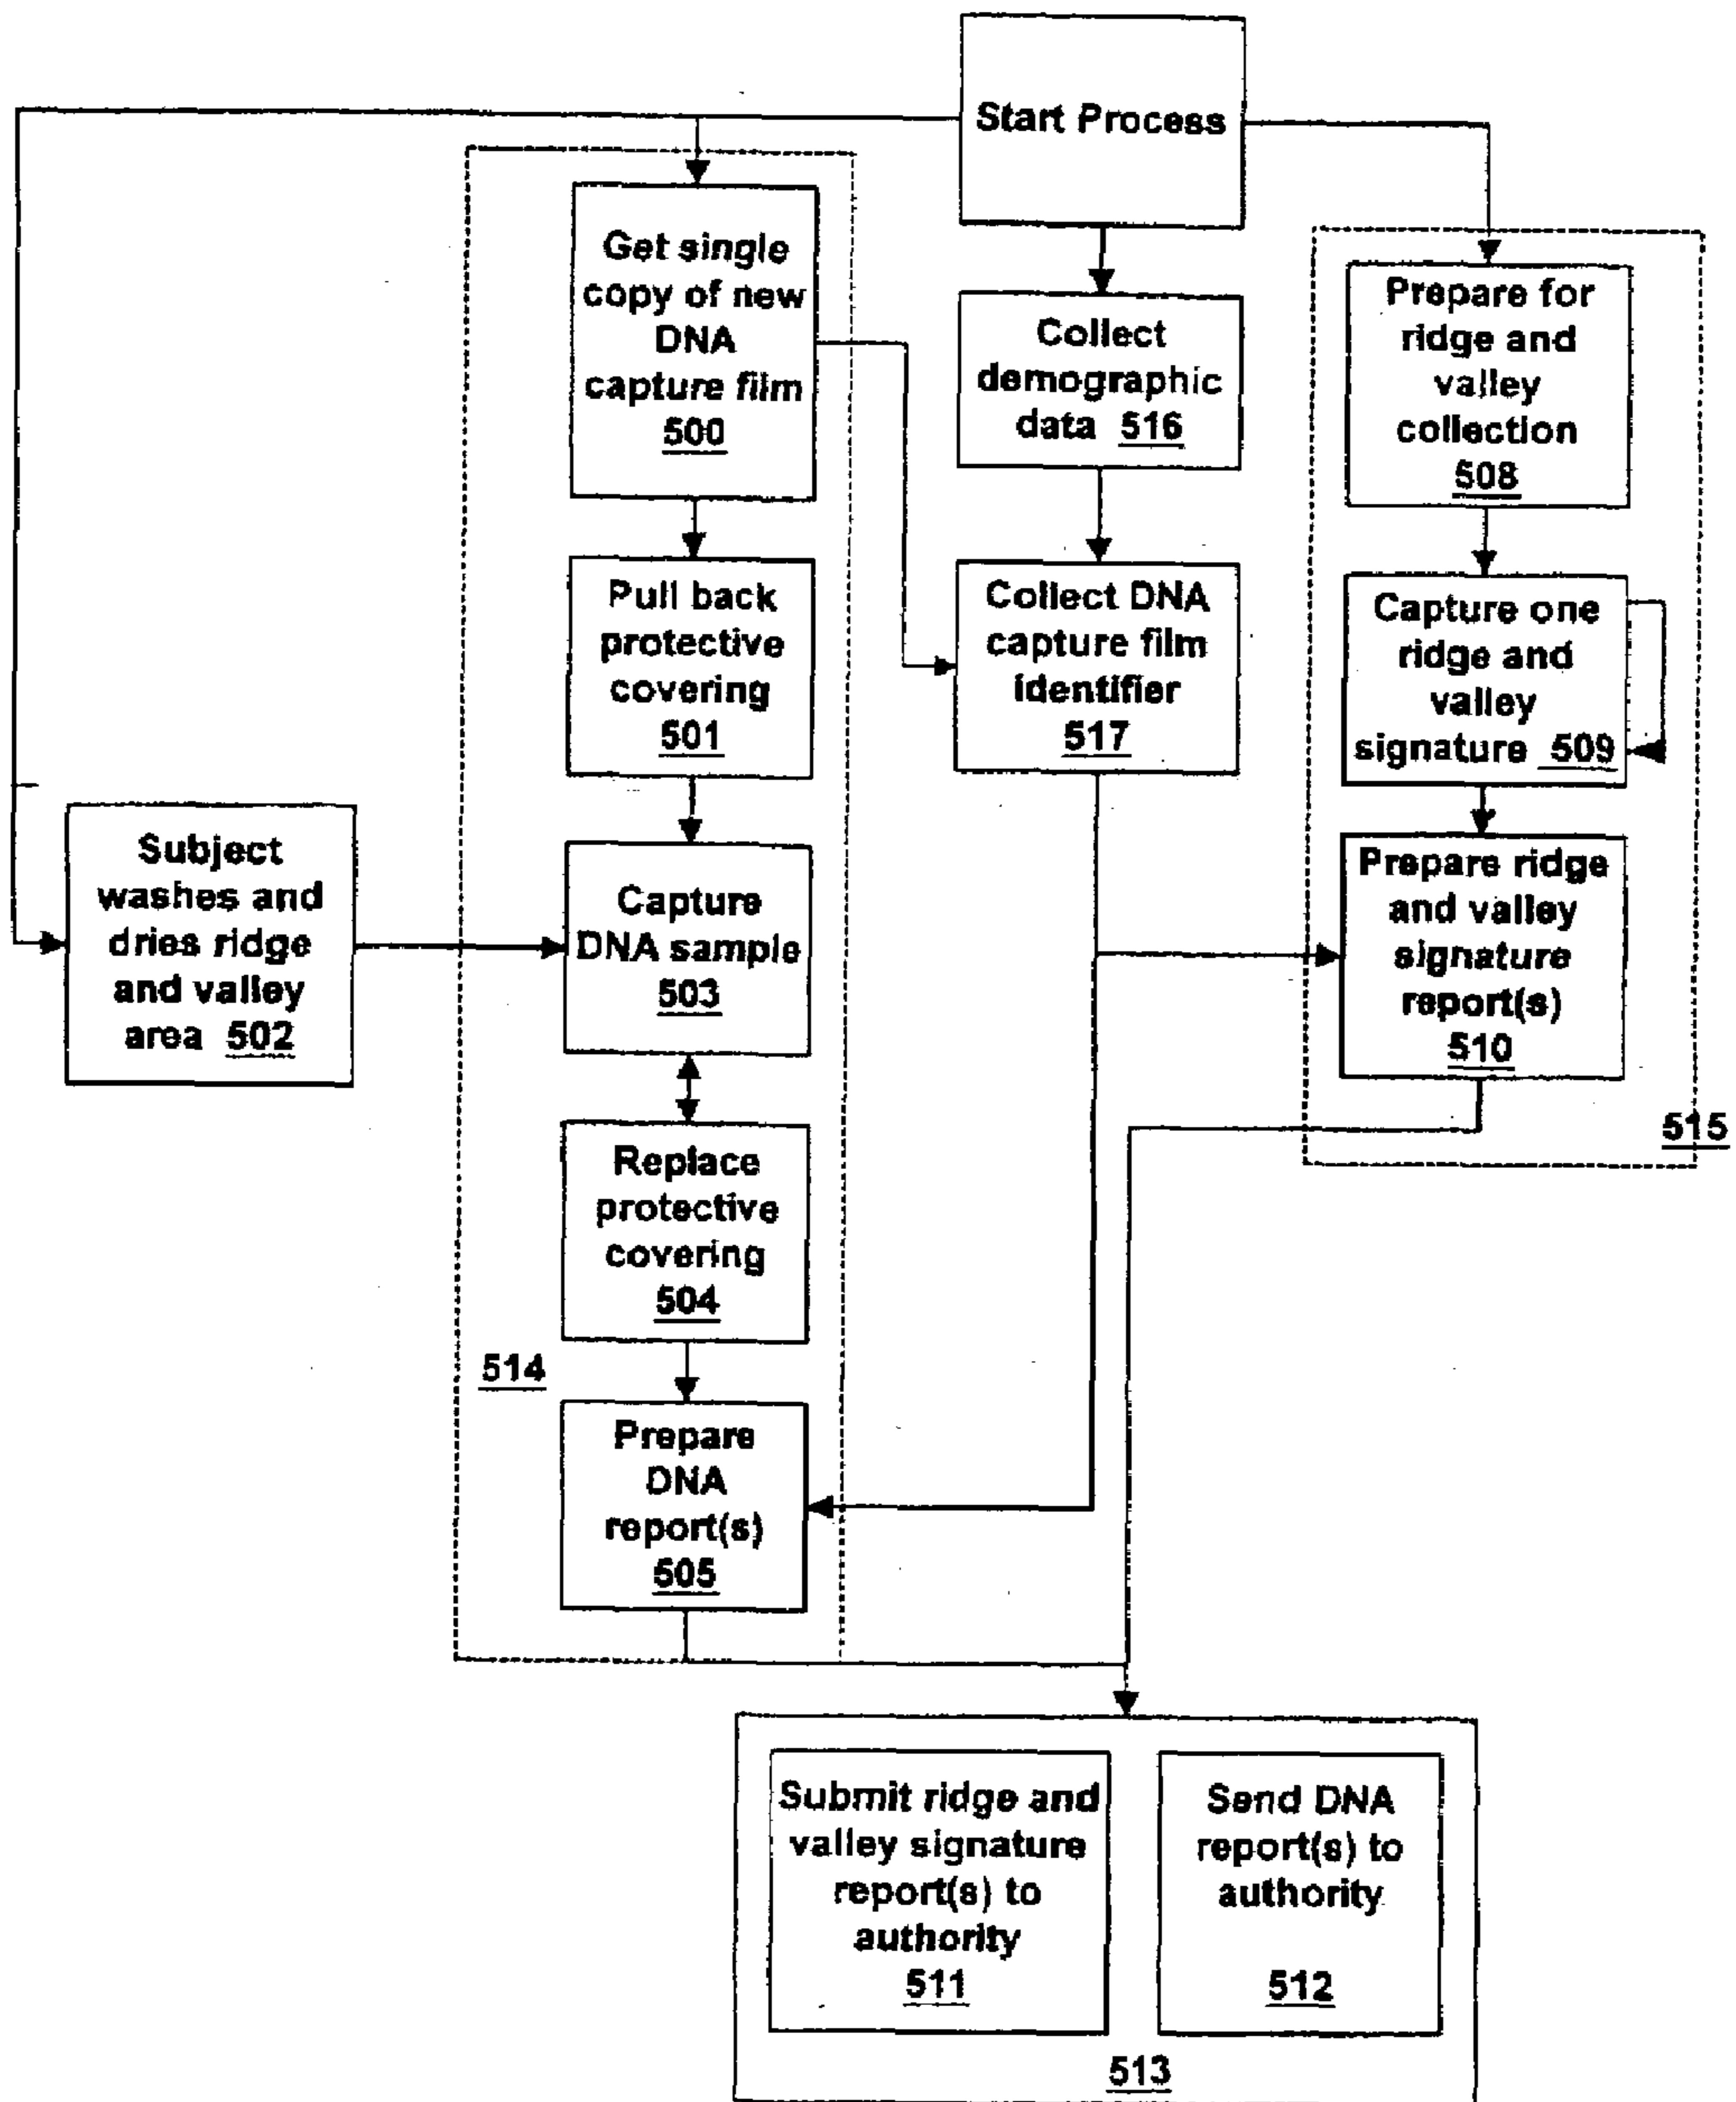 Start Process
Get single
copy of new
DNA
capture film
500
Collect
demographic
data 516
Prepare for
ridge and
valley
collection
508
Pull back
protective
covering
501
Collect DNA
capture film
identifier
517
Capture one
ridge and
valley
signature 509
Subject
washes and
dries ridge
and valley
area 502
Capture
DNA sample
503
Prepare ridge
and valley
signature
report(s)
510
515
Replace
protective
covering
504
514
Prepare
DNA
report(s)
505
Submit ridge and
valley signature
report(s) to
authority
511
Send DNA
report(s) to
authority
512
513